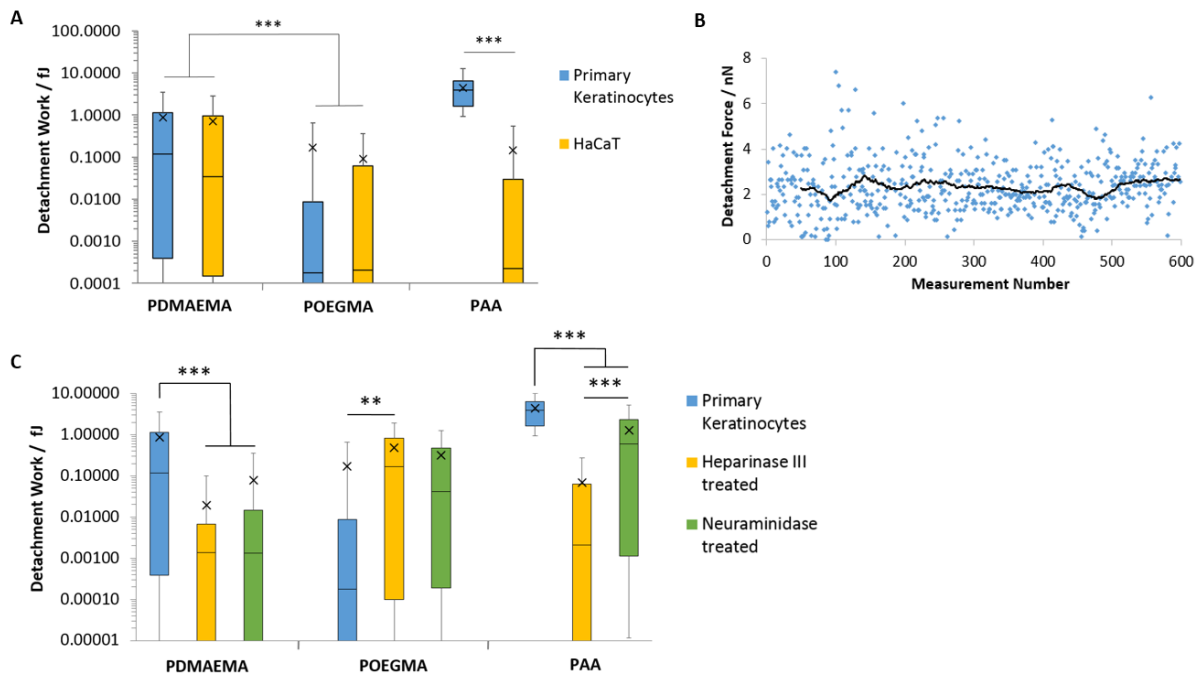 A
Detachment Work / fJ
100.0000
10.0000
1.0000
0.1000
0.0100
0.0010
0.0001
***
***
PDMAEMA
POEGMA
PAA
Primary
Keratinocytes
HaCaT
B
Detachment Force / nN
8
6
4
2
0
0
100
200
300
400
500
600
Measurement Number
C
Detachment Work / fJ
10.00000
1.00000
0.10000
0.01000
0.00100
0.00010
0.00001
***
**
***
***
PDMAEMA
POEGMA
PAA
Primary
Keratinocytes
Heparinase III
treated
Neuraminidase
treated